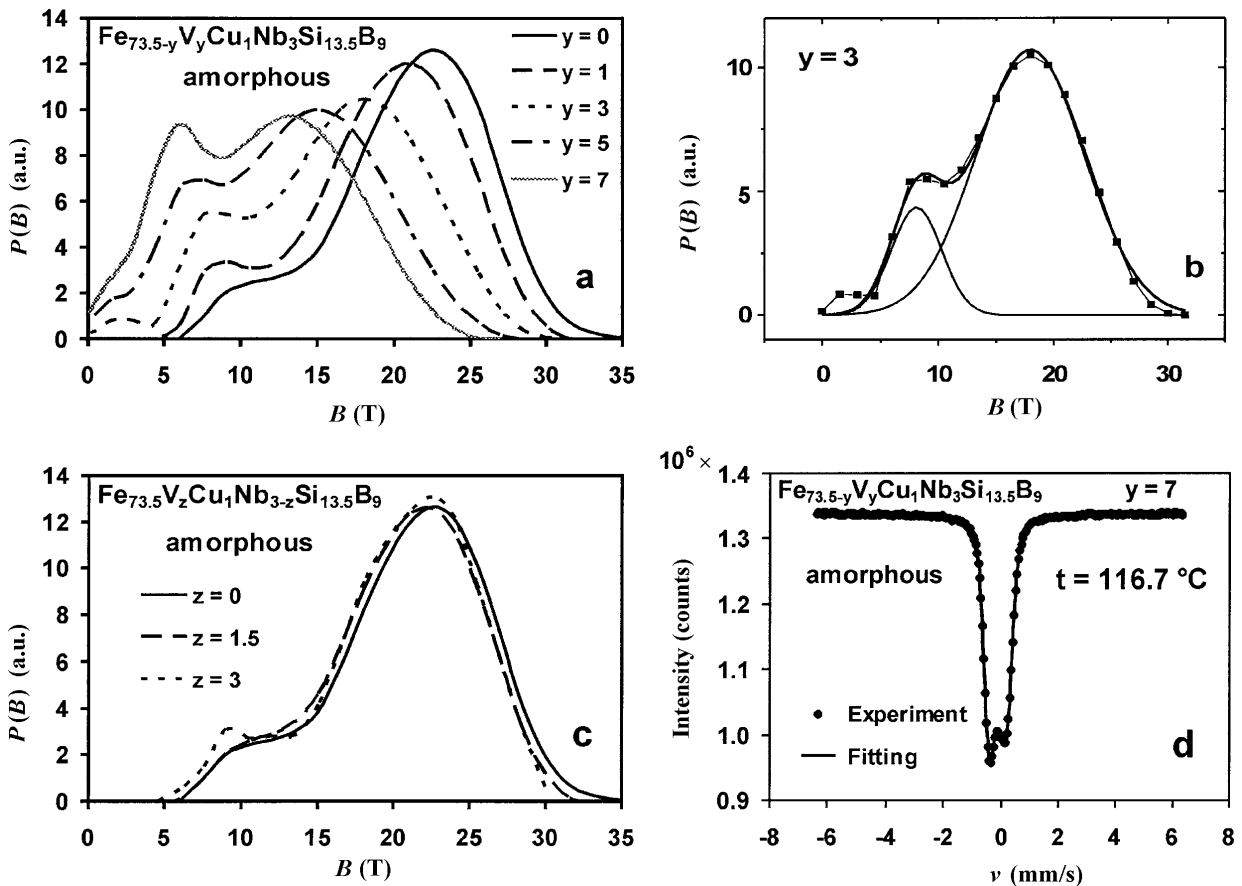 Fe73.5-yVyCu1Nb3Si13.5B9
amorphous
y = 0
y = 1
y = 3
y = 5
y = 7
a
14
12
10
8
6
4
2
0
P(B) (a.u.)
0 5 10 15 20 25 30 35
B (T)
y = 3
b
10
5
0
P(B) (a.u.)
0 10 20 30
B (T)
Fe73.5VzCu1Nb3-zSi13.5B9
amorphous
z = 0
z = 1.5
z = 3
c
14
12
10
8
6
4
2
0
P(B) (a.u.)
0 5 10 15 20 25 30 35
B (T)
10^6 ×
Fe73.5-yVyCu1Nb3Si13.5B9 y = 7
amorphous t = 116.7 °C
Experiment
Fitting
d
1.4
1.3
1.2
1.1
1.0
0.9
Intensity (counts)
-8 -6 -4 -2 0 2 4 6 8
v (mm/s)